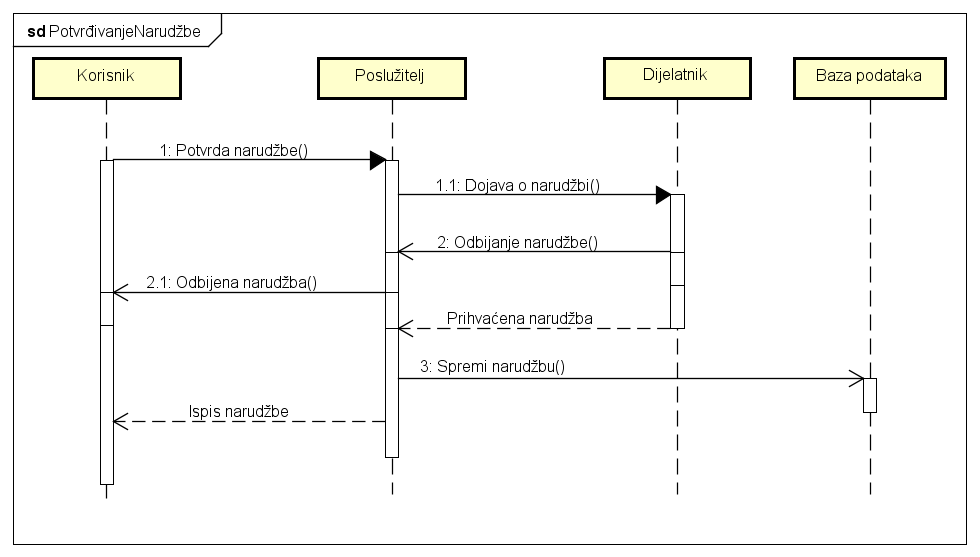 sd PotvrđivanjeNarudžbe
Korisnik
Poslužitelj
Dijelatnik
Baza podataka
1: Potvrda narudžbe()
1.1: Dojava o narudžbi()
2: Odbijanje narudžbe()
2.1: Odbijena narudžba()
Prihvaćena narudžba
3: Spremi narudžbu()
Ispis narudžbe